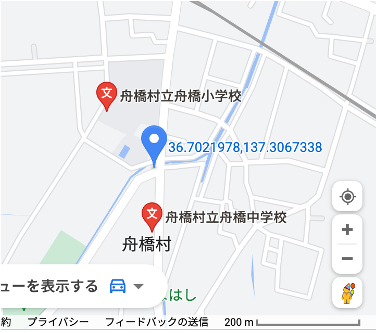 文 舟橋村立舟橋小学校
36.7021978,137.3067338
文 舟橋村立舟橋中学校
舟橋村
ューを表示する
はし
約 プライバシー フィードバックの送信 200 m